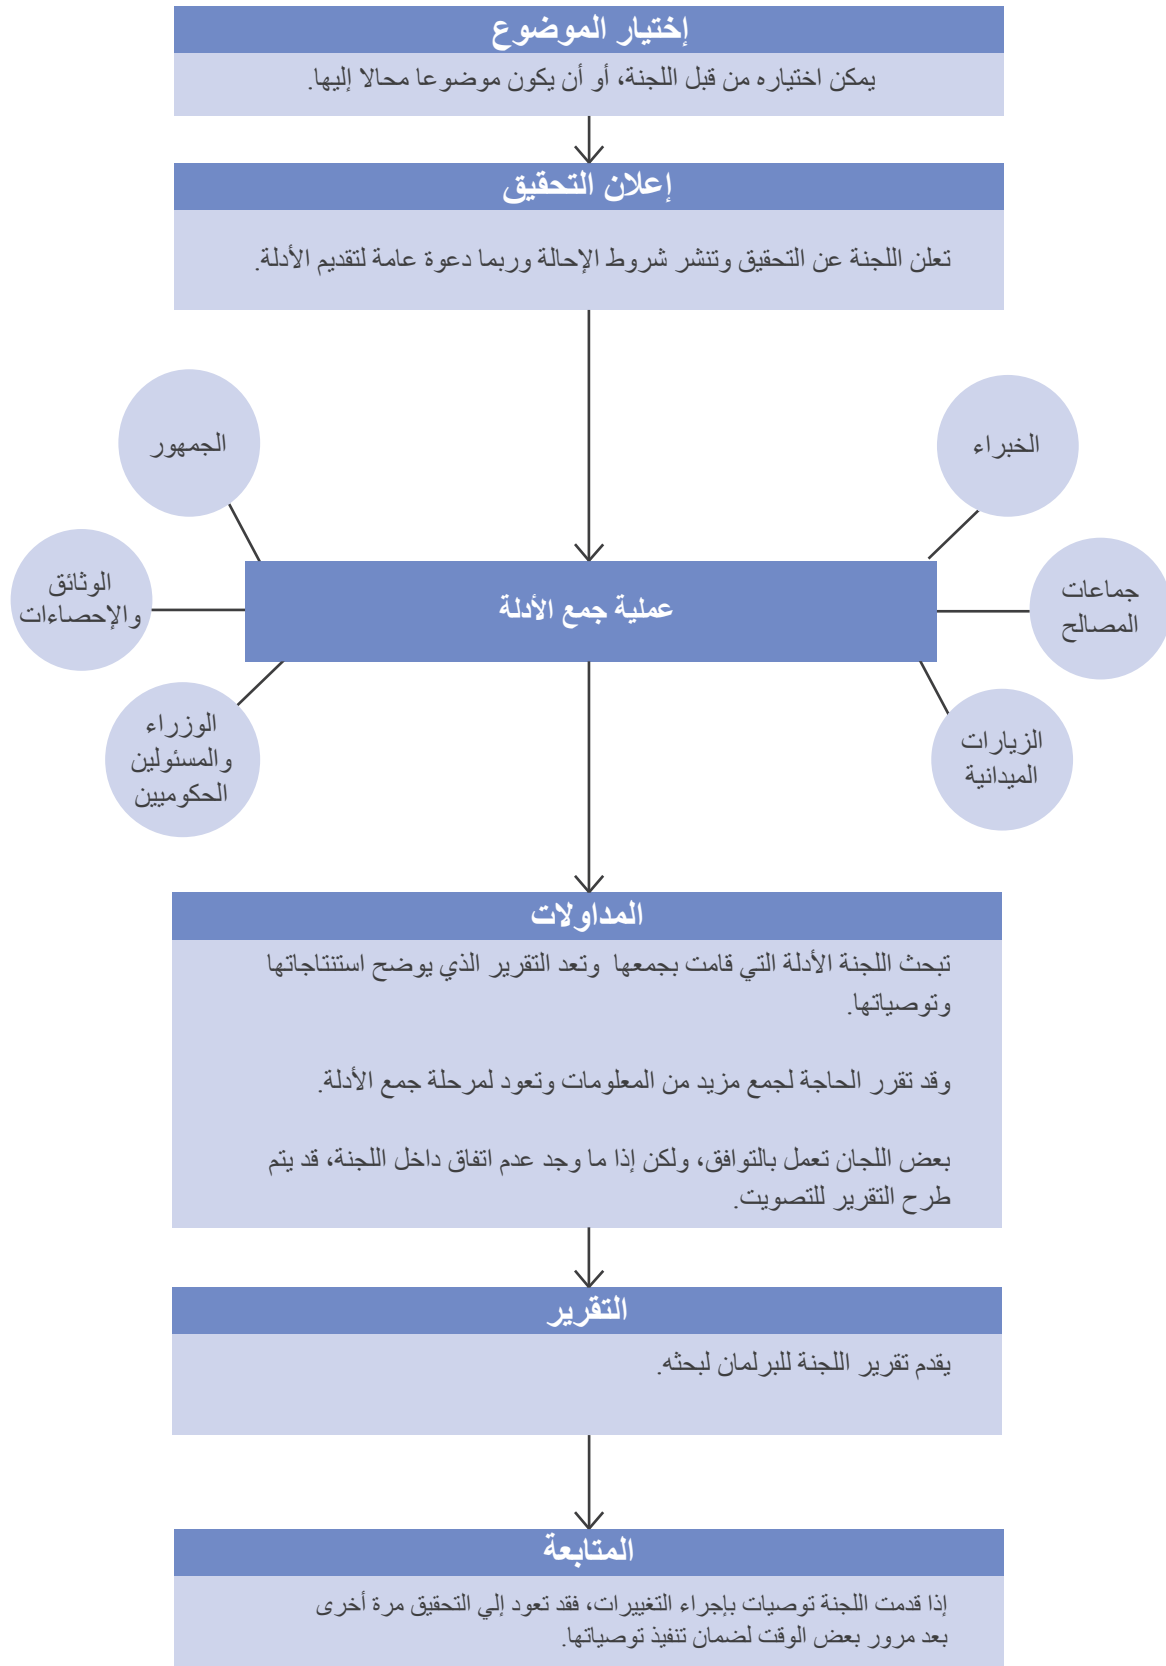 إختيار الموضوع
يمكن اختياره من قبل اللجنة، أو أن يكون موضوعا محالا إليها.
إعلان التحقيق
تعلن اللجنة عن التحقيق وتنشر شروط الإحالة وربما دعوة عامة لتقديم الأدلة.
الخبراء
الجمهور
جماعات
المصالح
الوثائق
والإحصاءات
عملية جمع الأدلة
الزيارات
الميدانية
الوزراء
والمسئولين
الحكوميين
المداولات
تبحث اللجنة الأدلة التي قامت بجمعها وتعد التقرير الذي يوضح استنتاجاتها
وتوصياتها.
وقد تقرر الحاجة لجمع مزيد من المعلومات وتعود لمرحلة جمع الأدلة.
بعض اللجان تعمل بالتوافق، ولكن إذا ما وجد عدم اتفاق داخل اللجنة، قد يتم
طرح التقرير للتصويت.
التقرير
يقدم تقرير اللجنة للبرلمان لبحثه.
المتابعة
إذا قدمت اللجنة توصيات بإجراء التغييرات، فقد تعود إلي التحقيق مرة أخرى
بعد مرور بعض الوقت لضمان تنفيذ توصياتها.